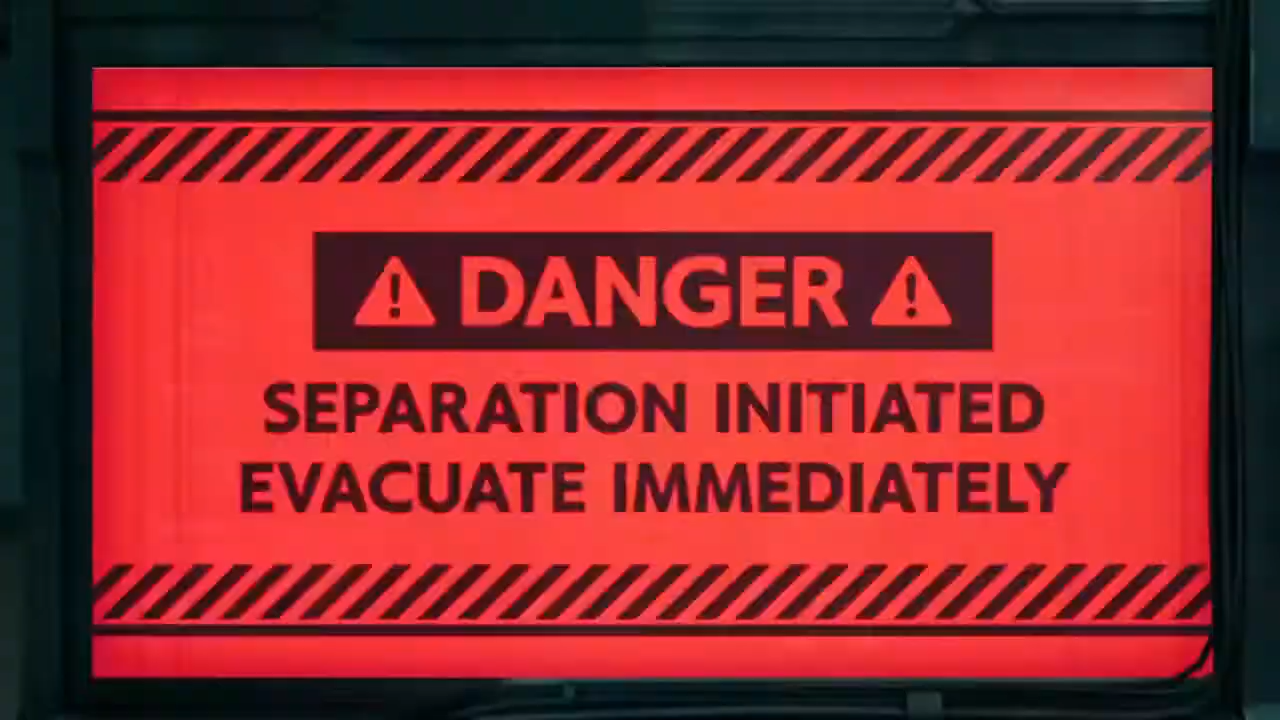 ⚠ DANGER ⚠
SEPARATION INITIATED
EVACUATE IMMEDIATELY